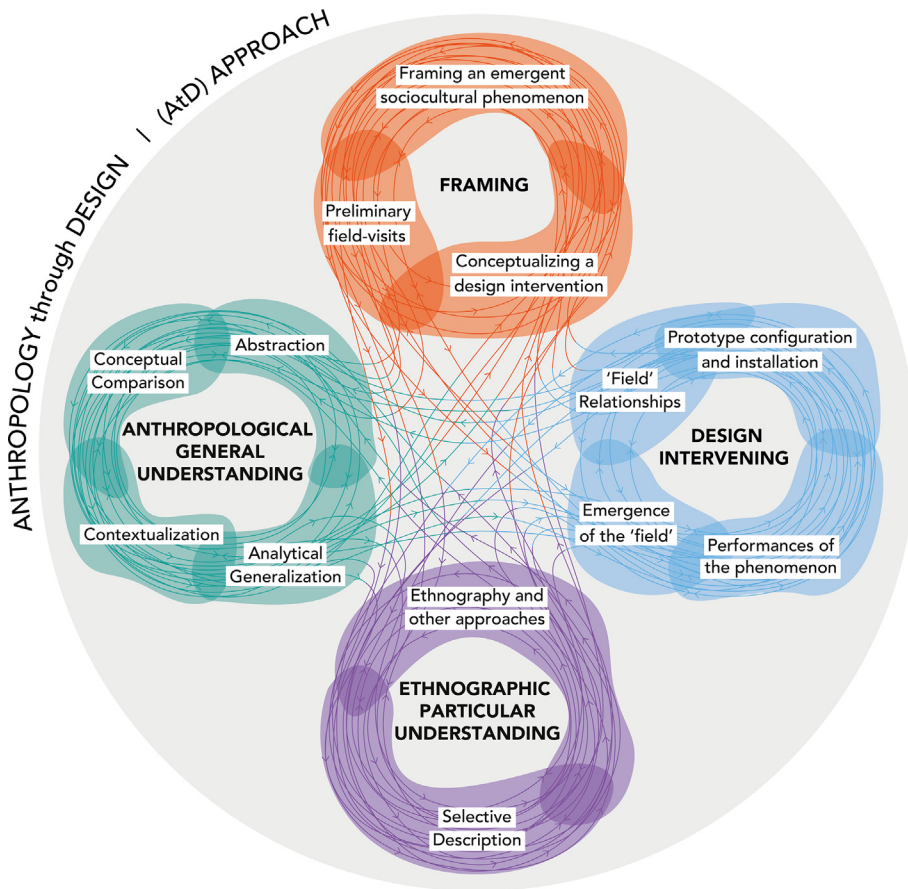 ANTHROPOLOGY through DESIGN | (AtD) APPROACH
Framing an emergent
sociocultural phenomenon
FRAMING
Preliminary
field-visits
Conceptualizing a
design intervention
Abstraction
Conceptual
Comparison
ANTHROPOLOGICAL
GENERAL
UNDERSTANDING
Contextualization
Analytical
Generalization
Prototype configuration
and installation
‘Field’
Relationships
DESIGN
INTERVENING
Emergence
of the ‘field’
Performances of
the phenomenon
Ethnography and
other approaches
ETHNOGRAPHIC
PARTICULAR
UNDERSTANDING
Selective
Description